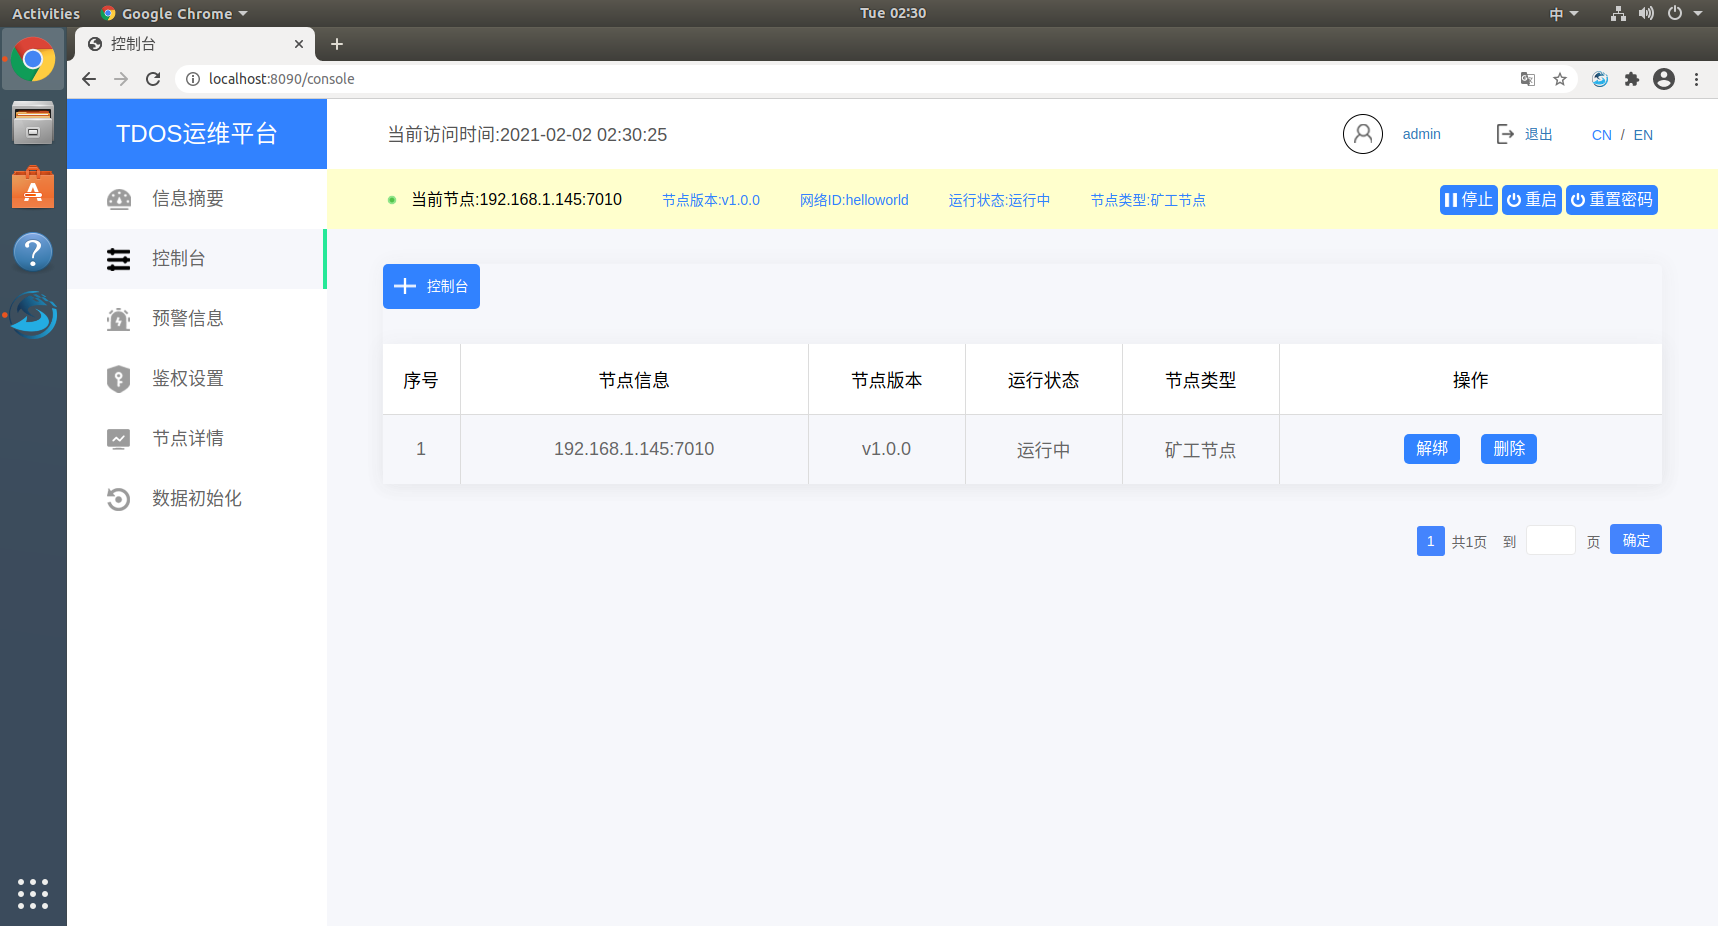 Activities Google Chrome Tue 02:30 中
控制台
localhost:8090/console
TDOS运维平台 当前访问时间:2021-02-02 02:30:25 admin 退出 CN / EN
信息摘要 当前节点:192.168.1.145:7010 节点版本:v1.0.0 网络ID:helloworld 运行状态:运行中 节点类型:矿工节点 停止 重启 重置密码
控制台
预警信息
鉴权设置
节点详情
数据初始化
控制台
序号 节点信息 节点版本 运行状态 节点类型 操作
1 192.168.1.145:7010 v1.0.0 运行中 矿工节点 解绑 删除
1 共1页 到 页 确定